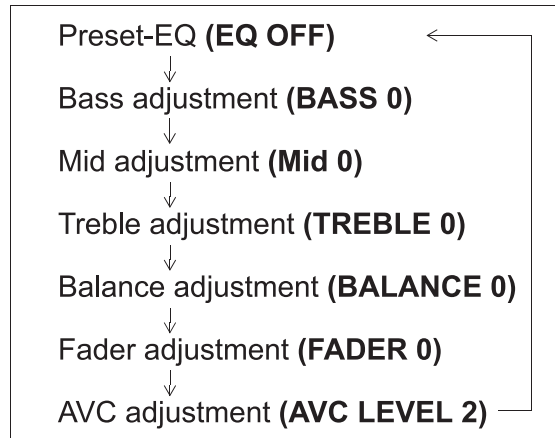 Preset-EQ (EQ OFF)
Bass adjustment (BASS 0)
Mid adjustment (Mid 0)
Treble adjustment (TREBLE 0)
Balance adjustment (BALANCE 0)
Fader adjustment (FADER 0)
AVC adjustment (AVC LEVEL 2)